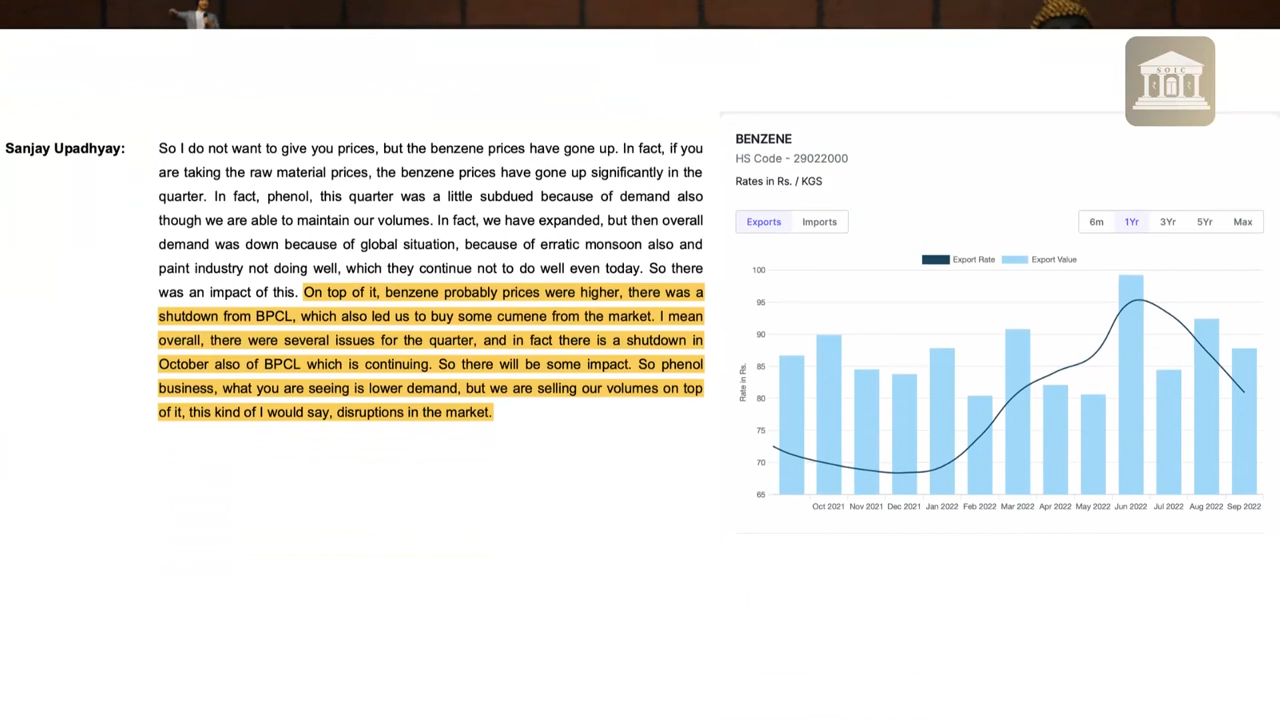 SOIC
Sanjay Upadhyay:
So I do not want to give you prices, but the benzene prices have gone up. In fact, if you
are taking the raw material prices, the benzene prices have gone up significantly in the
quarter. In fact, phenol, this quarter was a little subdued because of demand also
though we are able to maintain our volumes. In fact, we have expanded, but then overall
demand was down because of global situation, because of erratic monsoon also and
paint industry not doing well, which they continue not to do well even today. So there
was an impact of this. On top of it, benzene probably prices were higher, there was a
shutdown from BPCL, which also led us to buy some cumene from the market. I mean
overall, there were several issues for the quarter, and in fact there is a shutdown in
October also of BPCL which is continuing. So there will be some impact. So phenol
business, what you are seeing is lower demand, but we are selling our volumes on top
of it, this kind of I would say, disruptions in the market.
BENZENE
HS Code - 29022000
Rates in Rs. / KGS
Exports Imports
6m 1Yr 3Yr 5Yr Max
Export Rate Export Value
Rate in Rs.
100
95
90
85
80
75
70
65
Oct 2021 Nov 2021 Dec 2021 Jan 2022 Feb 2022 Mar 2022 Apr 2022 May 2022 Jun 2022 Jul 2022 Aug 2022 Sep 2022